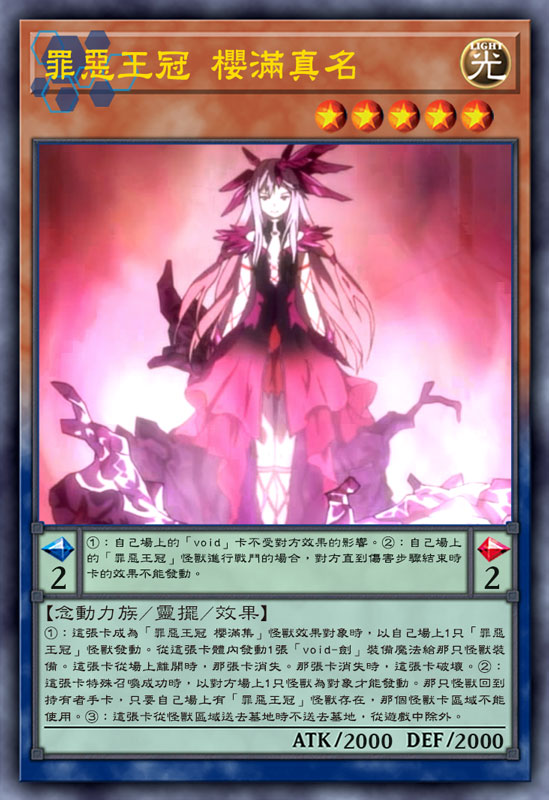 罪惡王冠 櫻滿真名
LIGHT
光
①：自己場上的「void」卡不受對方效果的影響。②：自己場上
的「罪惡王冠」怪獸進行戰鬥的場合，對方直到傷害步驟結束時
卡的效果不能發動。
2
2
【念動力族／靈擺／效果】
①：這張卡成為「罪惡王冠 櫻滿集」怪獸效果對象時，以自己場上1只「罪惡
王冠」怪獸發動。從這張卡體內發動1張「void-劍」裝備魔法給那只怪獸裝
備。這張卡從場上離開時，那張卡消失。那張卡消失時，這張卡破壞。②：
這張卡特殊召喚成功時，以對方場上1只怪獸為對象才能發動。那只怪獸回到
持有者手卡，只要自己場上有「罪惡王冠」怪獸存在，那個怪獸卡區域不能
使用。③：這張卡從怪獸區域送去墓地時不送去墓地，從遊戲中除外。
ATK/2000 DEF/2000